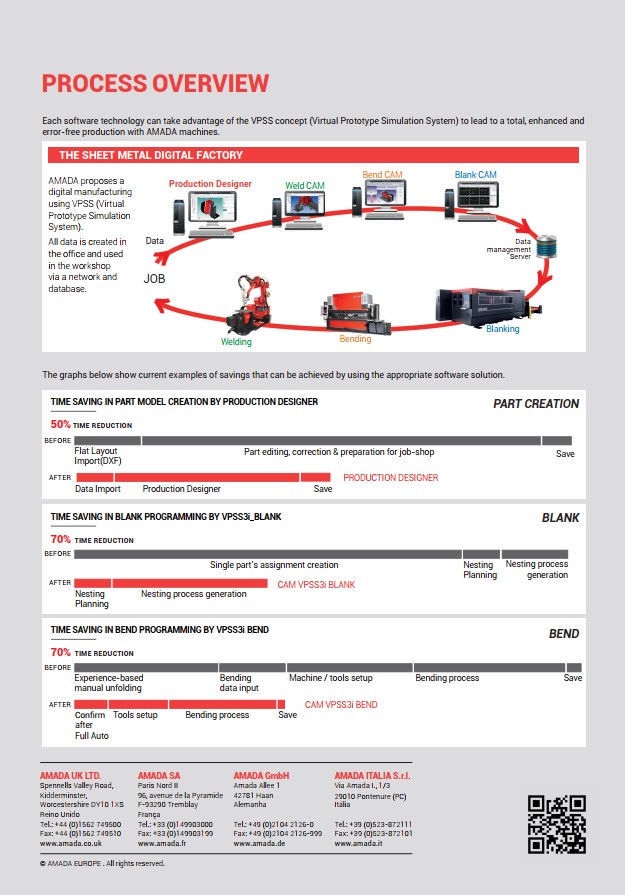 PROCESS OVERVIEW
Each software technology can take advantage of the VPSS concept (Virtual Prototype Simulation System) to lead to a total, enhanced and
error-free production with AMADA machines.
THE SHEET METAL DIGITAL FACTORY
AMADA proposes a
digital manufacturing
using VPSS (Virtual
Prototype Simulation
System).
All data is created in
the office and used
in the workshop
via a network and
database.
Production Designer
Weld CAM
Bend CAM
Blank CAM
Data
JOB
Data
management
Server
Welding
Bending
Blanking
The graphs below show current examples of savings that can be achieved by using the appropriate software solution.
TIME SAVING IN PART MODEL CREATION BY PRODUCTION DESIGNER
PART CREATION
50% TIME REDUCTION
BEFORE
Flat Layout
Import(DXF)
Part editing, correction & preparation for job-shop
Save
AFTER
PRODUCTION DESIGNER
Data Import
Production Designer
Save
TIME SAVING IN BLANK PROGRAMMING BY VPSS3i_BLANK
BLANK
70% TIME REDUCTION
BEFORE
Single part's assignment creation
Nesting
Planning
Nesting process
generation
AFTER
CAM VPSS3i BLANK
Nesting
Planning
Nesting process generation
TIME SAVING IN BEND PROGRAMMING BY VPSS3i BEND
BEND
70% TIME REDUCTION
BEFORE
Experience-based
manual unfolding
Bending
data input
Machine / tools setup
Bending process
Save
AFTER
CAM VPSS3i BEND
Confirm
after
Full Auto
Tools setup
Bending process
Save
AMADA UK LTD.
Spennells Valley Road,
Kidderminster,
Worcestershire DY10 1XS
Reino Unido
Tel.: +44 (0)1562 749500
Fax: +44 (0)1562 749510
www.amada.co.uk
AMADA SA
Paris Nord II
96, avenue de la Pyramide
F-93290 Tremblay
França
Tel.: +33 (0)149903000
Fax: +33 (0)149903199
www.amada.fr
AMADA GmbH
Amada Allee 1
42781 Haan
Alemanha
Tel.: +49 (0)2104 2126-0
Fax: +49 (0)2104 2126-999
www.amada.de
AMADA ITALIA S.r.l.
Via Amada I., 1/3
29010 Pontenure (PC)
Itália
Tel.: +39 (0)523-872111
Fax: +39 (0)523-872101
www.amada.it
© AMADA EUROPE . All rights reserved.